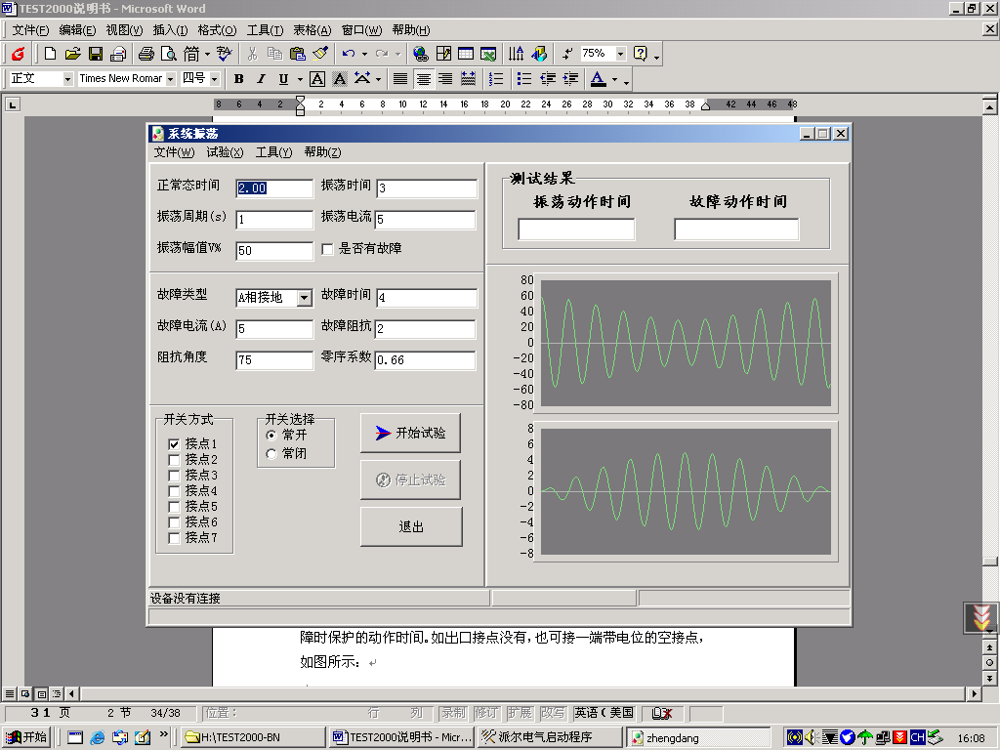 TEST2000说明书 - Microsoft Word
文件(F) 编辑(E) 视图(V) 插入(I) 格式(O) 工具(T) 表格(A) 窗口(W) 帮助(H)
简 75%
正文 Times New Romar 四号 B I U A A A
8 6 4 2 2 4 6 8 10 12 14 16 18 20 22 24 26 28 30 32 34 36 38 42 44 46 48
系统振荡
文件(W) 试验(X) 工具(Y) 帮助(Z)
正常态时间 2.00 振荡时间 3
振荡周期(s) 1 振荡电流 5
振荡幅值V% 50 是否有故障
故障类型 A相接地 故障时间 4
故障电流(A) 5 故障阻抗 2
阻抗角度 75 零序系数 0.66
开关方式
接点1
接点2
接点3
接点4
接点5
接点6
接点7
开关选择
常开
常闭
开始试验
停止试验
退出
测试结果
振荡动作时间 故障动作时间
80
60
40
20
0
-20
-40
-60
-80
8
6
4
2
0
-2
-4
-6
-8
设备没有连接
障时保护的动作时间.如出口接点没有,也可接一端带电位的空接点,
如图所示:
31 页 2 节 34/38 位置: 行 列 录制 修订 扩展 改写 英语(美国
开始 H:\TEST2000-BN TEST2000说明书 - Micr... 派尔电气启动程序 zhengdang CH 16:08